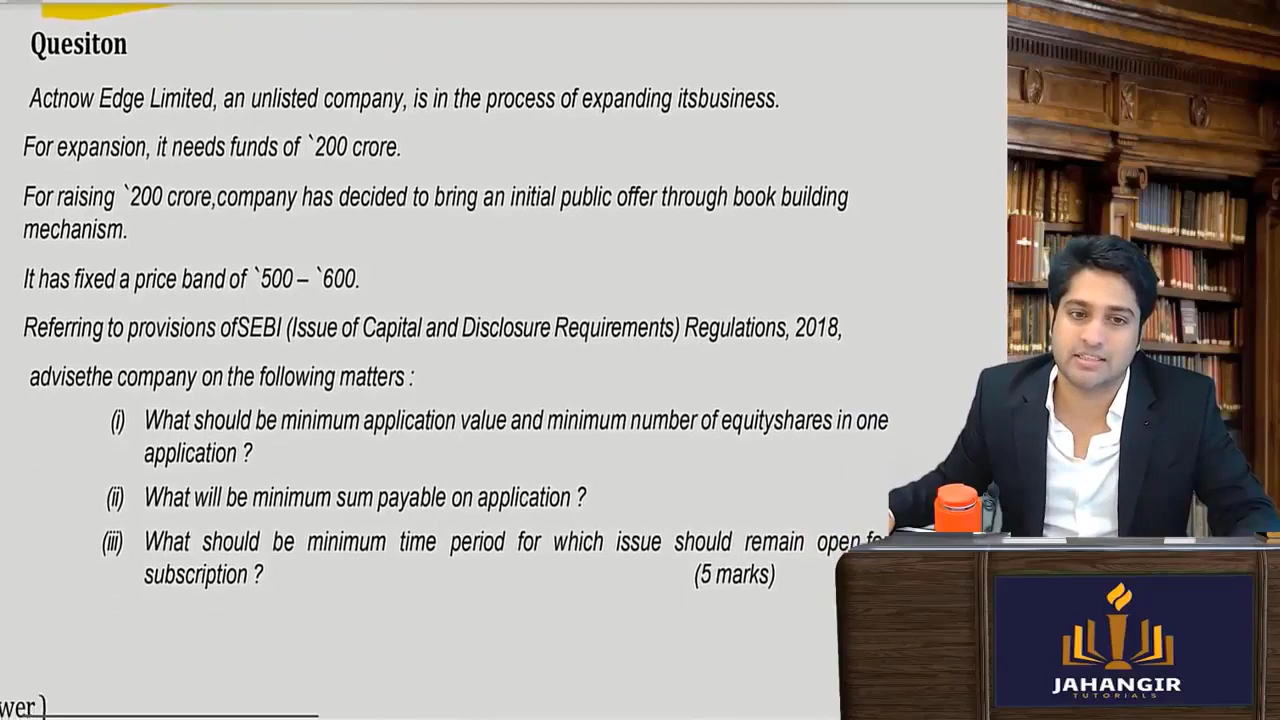 Quesiton
Actnow Edge Limited, an unlisted company, is in the process of expanding itsbusiness.
For expansion, it needs funds of `200 crore.
For raising `200 crore,company has decided to bring an initial public offer through book building
mechanism.
It has fixed a price band of `500 – `600.
Referring to provisions ofSEBI (Issue of Capital and Disclosure Requirements) Regulations, 2018,
advisethe company on the following matters :
(i) What should be minimum application value and minimum number of equityshares in one
application ?
(ii) What will be minimum sum payable on application ?
(iii) What should be minimum time period for which issue should remain open
subscription ? (5 marks)
wer )
JAHANGIR
TUTORIALS